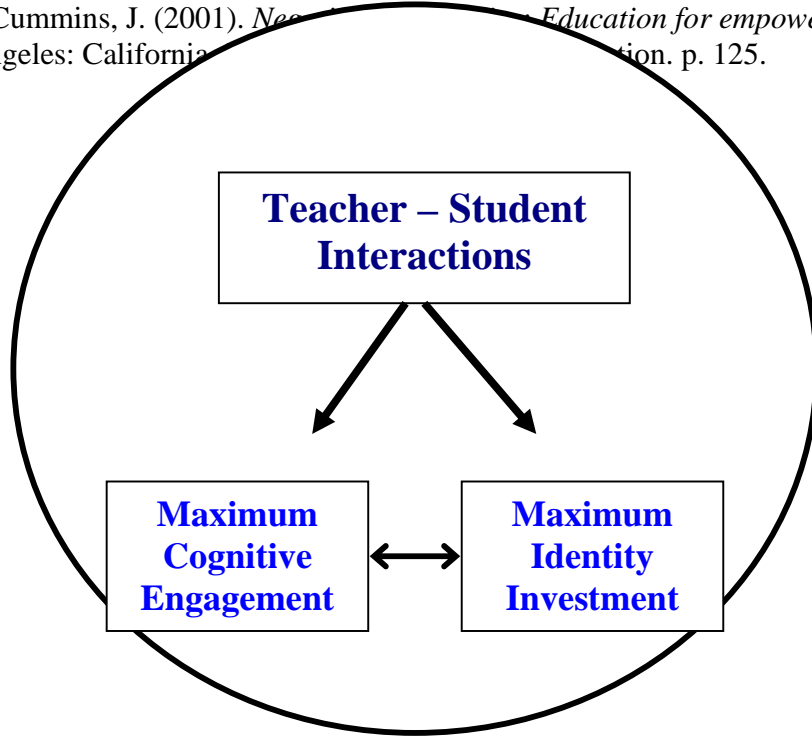 Cummins, J. (2001). Education for empowe
geles: California tion. p. 125.
Teacher – Student
Interactions
Maximum
Cognitive
Engagement
Maximum
Identity
Investment